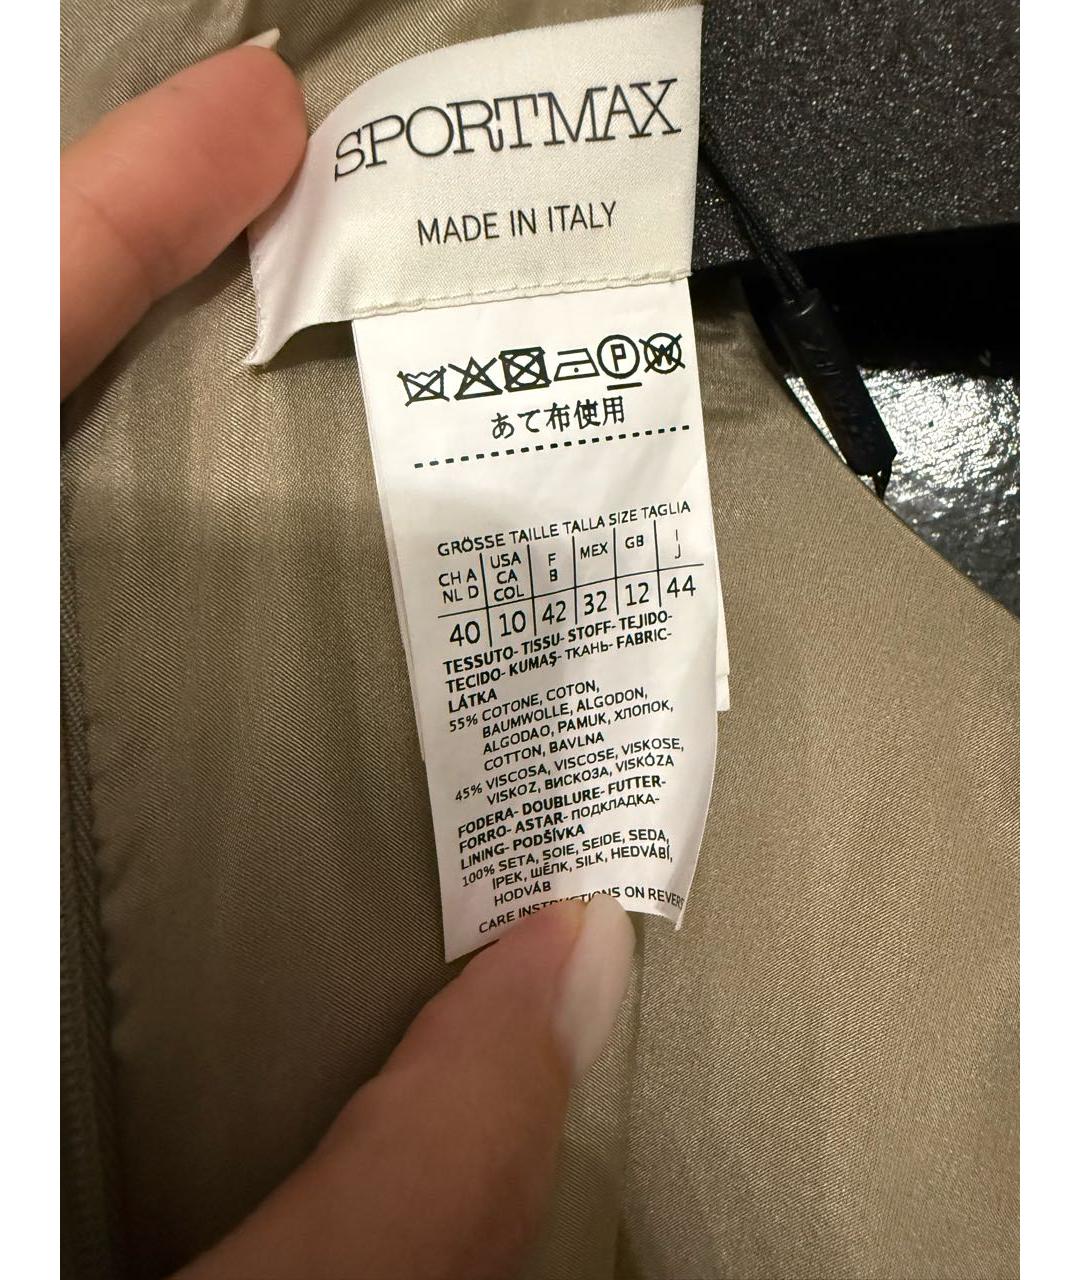 SPORTMAX
MADE IN ITALY
P W
あて布使用
GRÖSSE TAILLE TALLA SIZE TAGLIA
CH A NL D USA CA COL F B MEX GB I J
40 10 42 32 12 44
TESSUTO- TISSU- STOFF- TEJIDO-
TECIDO- KUMAŞ- ТКАНЬ- FABRIC-
LÁTKA
55% COTONE, COTON,
BAUMWOLLE, ALGODON,
ALGODAO, PAMUK, ХЛОПОК,
COTTON, BAVLNA
45% VISCOSA, VISCOSE, VISKOSE,
VISKOZ, ВИСКОЗА, VISKÓZA
FODERA- DOUBLURE- FUTTER-
FORRO- ASTAR- ПОДКЛАДКА-
LINING- PODŠÍVKA
100% SETA, SOIE, SEIDE, SEDA,
IPEK, ШЁЛК, SILK, HEDVÁBÍ,
HODVÁB
CARE INSTRUCTIONS ON REVERS